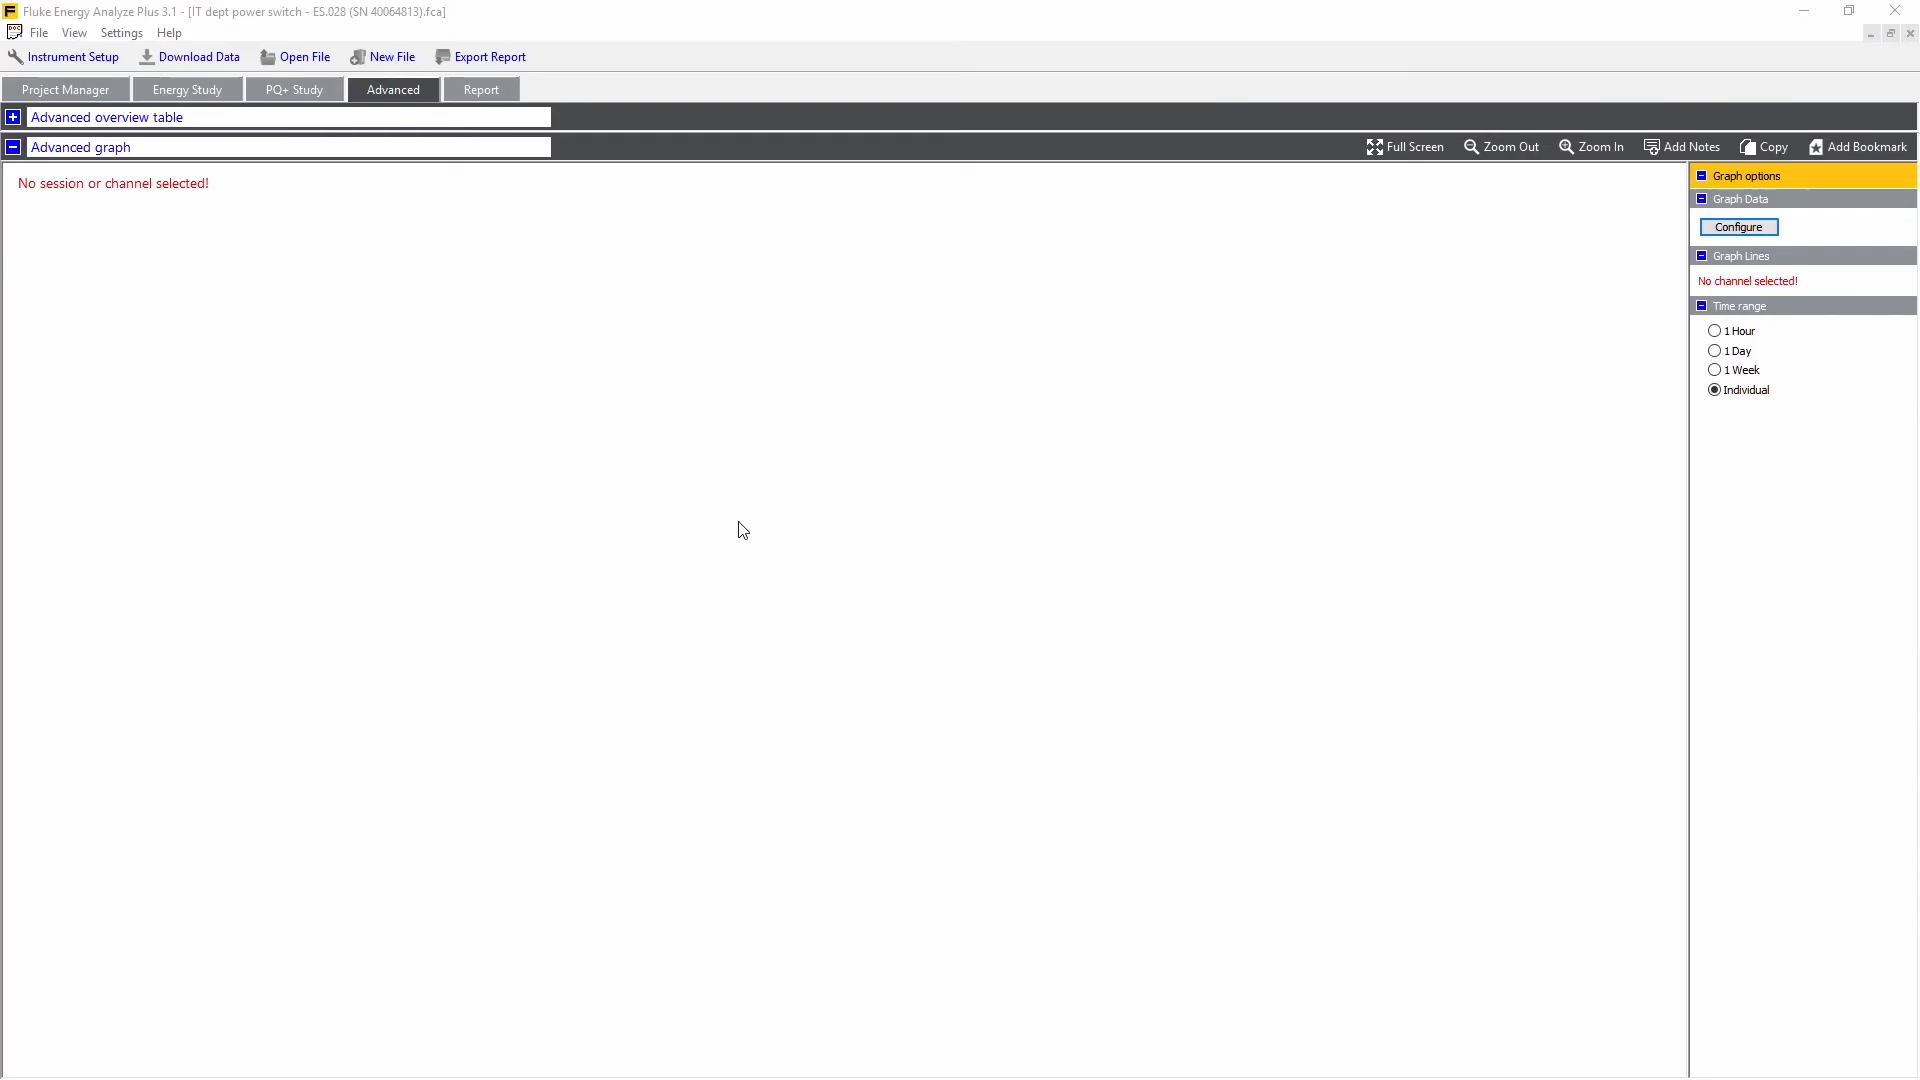 Fluke Energy Analyze Plus 3.1 - [IT dept power switch - ES.028 (SN 40064813).fca]
File View Settings Help
Instrument Setup Download Data Open File New File Export Report
Project Manager Energy Study PQ+ Study Advanced Report
Advanced overview table
Advanced graph Full Screen Zoom Out Zoom In Add Notes Copy Add Bookmark
No session or channel selected!
Graph options
Graph Data
Configure
Graph Lines
No channel selected!
Time range
1 Hour
1 Day
1 Week
Individual